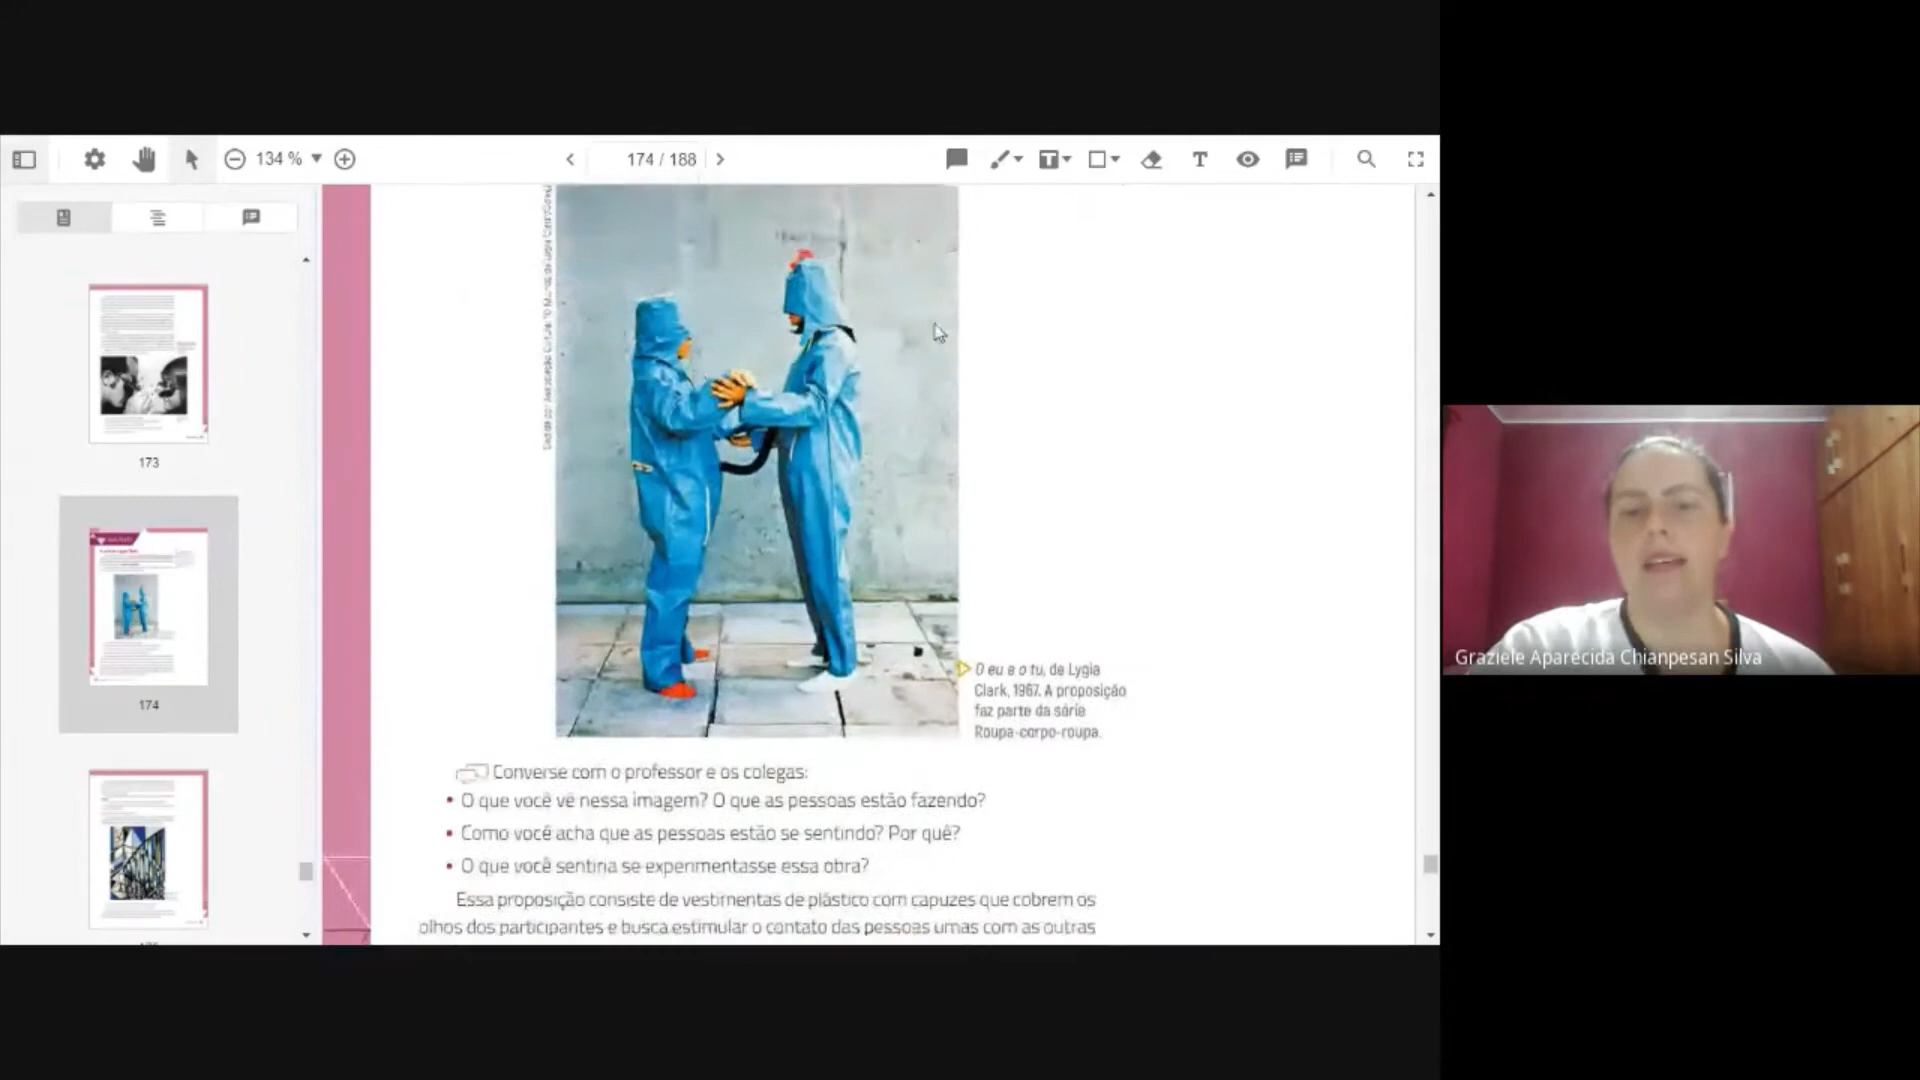 134 %
174 / 188
173
174
O eu e o tu, de Lygia
Clark, 1967. A proposição
faz parte da série
Roupa-corpo-roupa.
Converse com o professor e os colegas:
• O que você vê nessa imagem? O que as pessoas estão fazendo?
• Como você acha que as pessoas estão se sentindo? Por quê?
• O que você sentiria se experimentasse essa obra?
Essa proposição consiste de vestimentas de plástico com capuzes que cobrem os
olhos dos participantes e busca estimular o contato das pessoas umas com as outras
Graziele Aparecida Chianpesan Silva